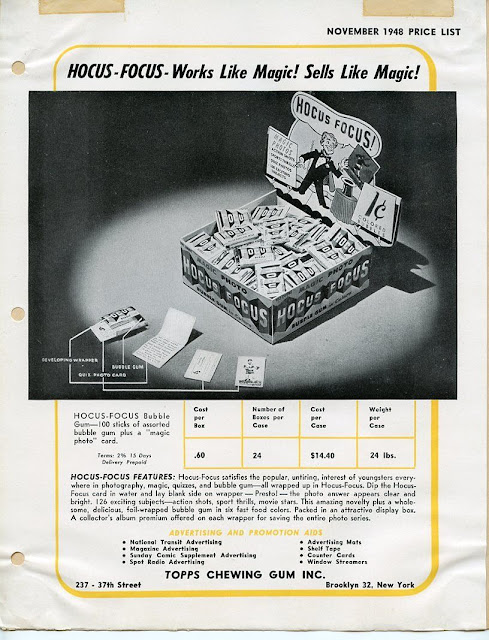 NOVEMBER 1948 PRICE LIST
HOCUS-FOCUS-Works Like Magic! Sells Like Magic!
HOCUS FOCUS!
MAGIC
PHOTOS
1¢
COLORED
MAGIC PHOTO
HOCUS FOCUS
BUBBLE GUM in Colors
DEVELOPING WRAPPER
BUBBLE GUM
QUIZ PHOTO CARD
HOCUS-FOCUS Bubble
Gum—100 sticks of assorted
bubble gum plus a "magic
photo" card.
Terms: 2% 15 Days
Delivery Prepaid
Cost per Box
Number of Boxes per Case
Cost per Case
Weight per Case
.60 24 $14.40 24 lbs.
HOCUS-FOCUS FEATURES: Hocus-Focus satisfies the popular, untiring, interest of youngsters every-
where in photography, magic, quizzes, and bubble gum—all wrapped up in Hocus-Focus. Dip the Hocus-
Focus card in water and lay blank side on wrapper — Presto! — the photo answer appears clear and
bright. 126 exciting subjects—action shots, sport thrills, movie stars. This amazing novelty plus a whole-
some, delicious, foil-wrapped bubble gum in six fast food colors. Packed in an attractive display box.
A collector's album premium offered on each wrapper for saving the entire photo series.
ADVERTISING AND PROMOTION AIDS
• National Transit Advertising
• Magazine Advertising
• Sunday Comic Supplement Advertising
• Spot Radio Advertising
• Advertising Mats
• Shelf Tape
• Counter Cards
• Window Streamers
TOPPS CHEWING GUM INC.
237 - 37th Street Brooklyn 32, New York